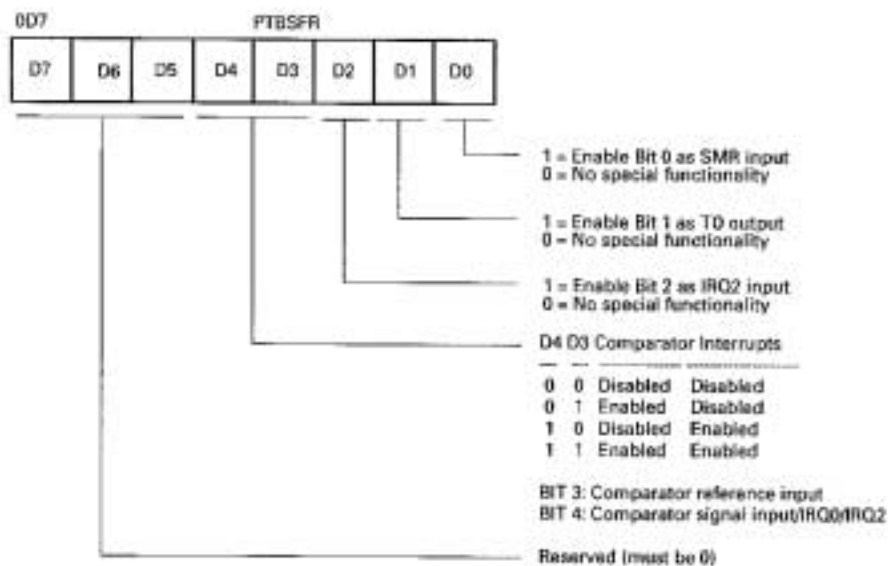 0D7 PTBSFR
D7 D6 D5 D4 D3 D2 D1 D0
1 = Enable Bit 0 as SMR input
0 = No special functionality
1 = Enable Bit 1 as TO output
0 = No special functionality
1 = Enable Bit 2 as IRQ2 input
0 = No special functionality
D4 D3 Comparator Interrupts
0 0 Disabled Disabled
0 1 Enabled Disabled
1 0 Disabled Enabled
1 1 Enabled Enabled
BIT 3: Comparator reference input
BIT 4: Comparator signal input/IRQ0/IRQ2
Reserved (must be 0)